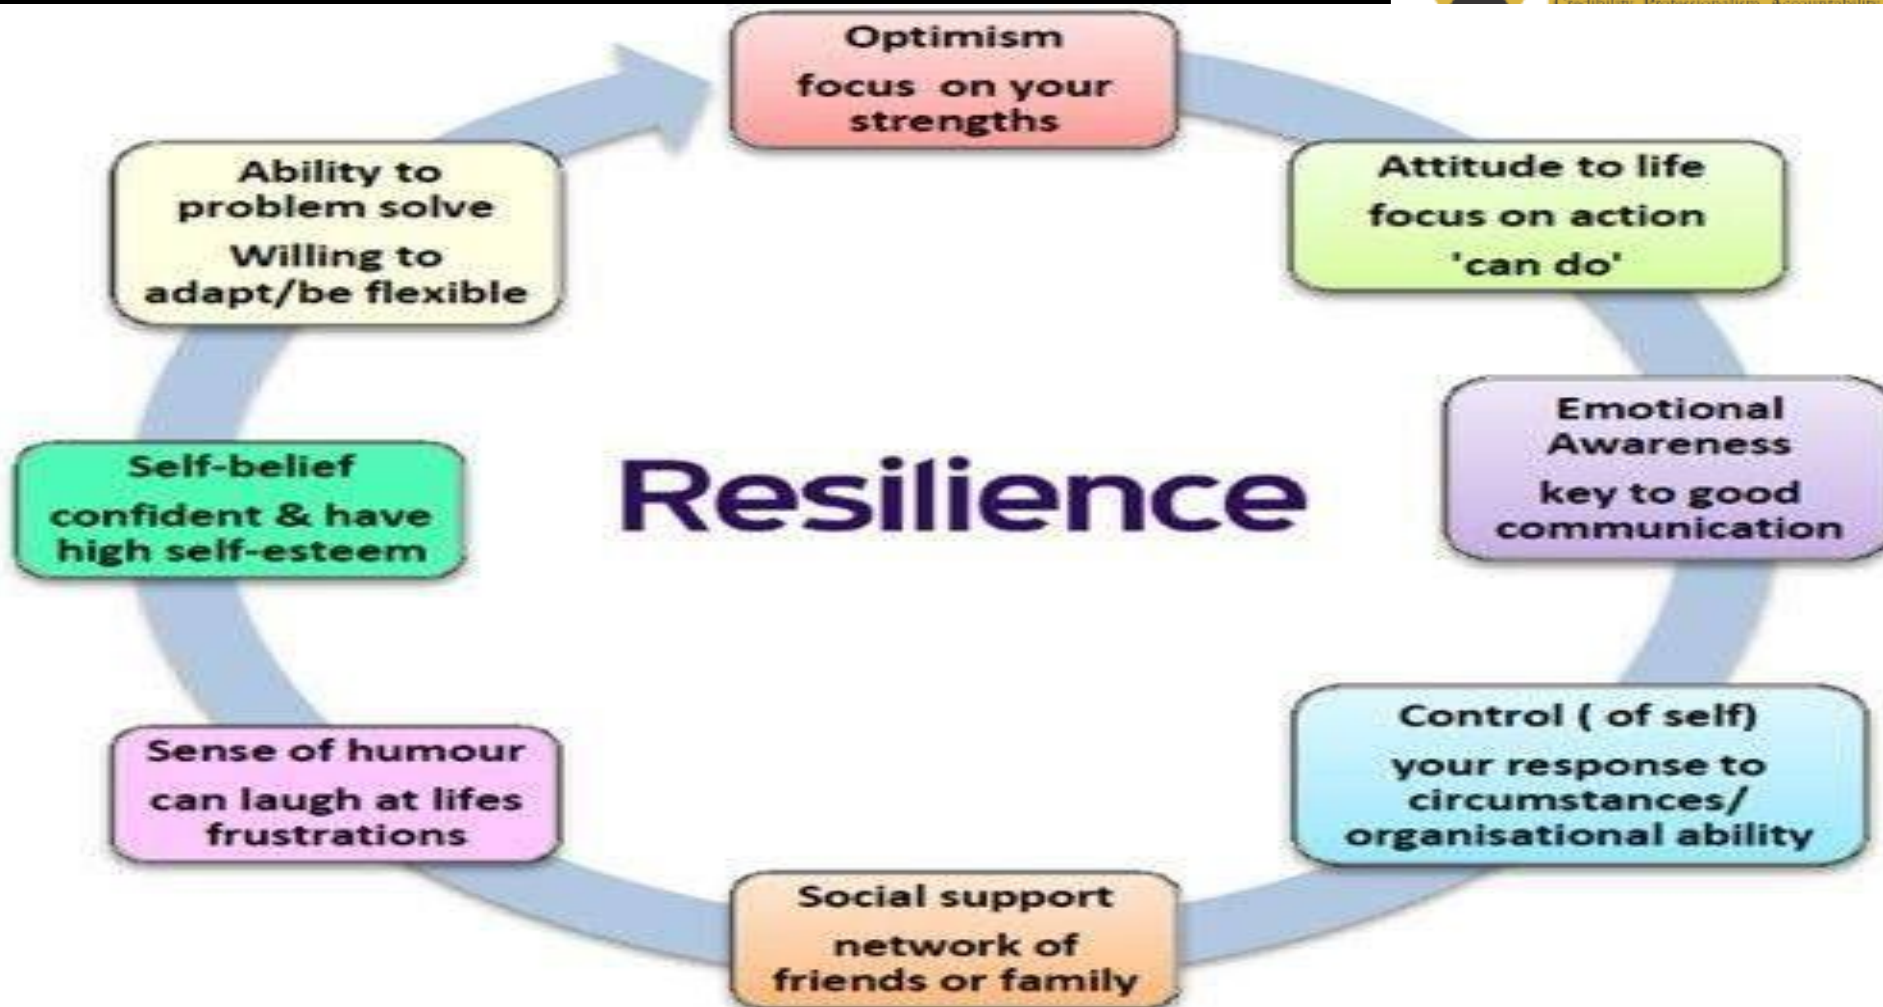 Credibility, Professionalism, Accountability
Optimism
focus on your
strengths
Attitude to life
focus on action
'can do'
Emotional
Awareness
key to good
communication
Control ( of self)
your response to
circumstances/
organisational ability
Social support
network of
friends or family
Sense of humour
can laugh at lifes
frustrations
Self-belief
confident & have
high self-esteem
Ability to
problem solve
Willing to
adapt/be flexible
Resilience